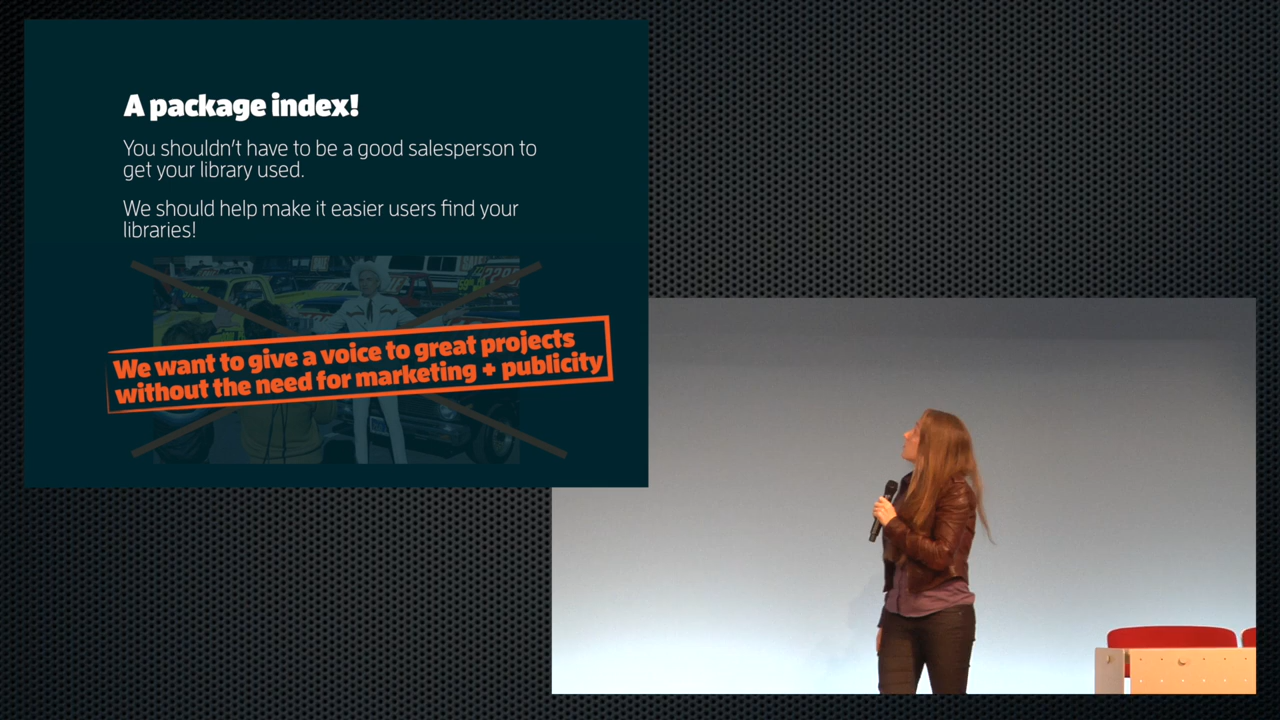 A package index!
You shouldn't have to be a good salesperson to
get your library used.
We should help make it easier users find your
libraries!
We want to give a voice to great projects
without the need for marketing + publicity